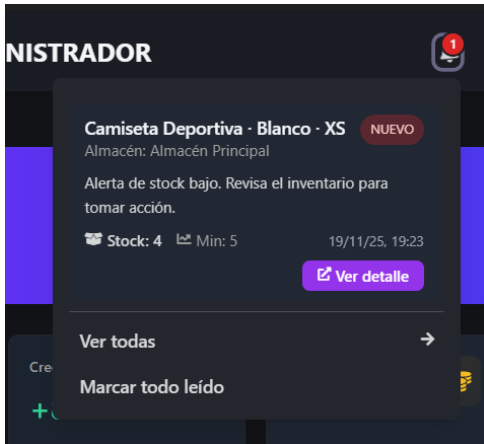 NISTRADOR
1
Camiseta Deportiva · Blanco · XS NUEVO
Almacén: Almacén Principal
Alerta de stock bajo. Revisa el inventario para
tomar acción.
Stock: 4 Min: 5 19/11/25, 19:23
Ver detalle
Ver todas
Cre
Marcar todo leído